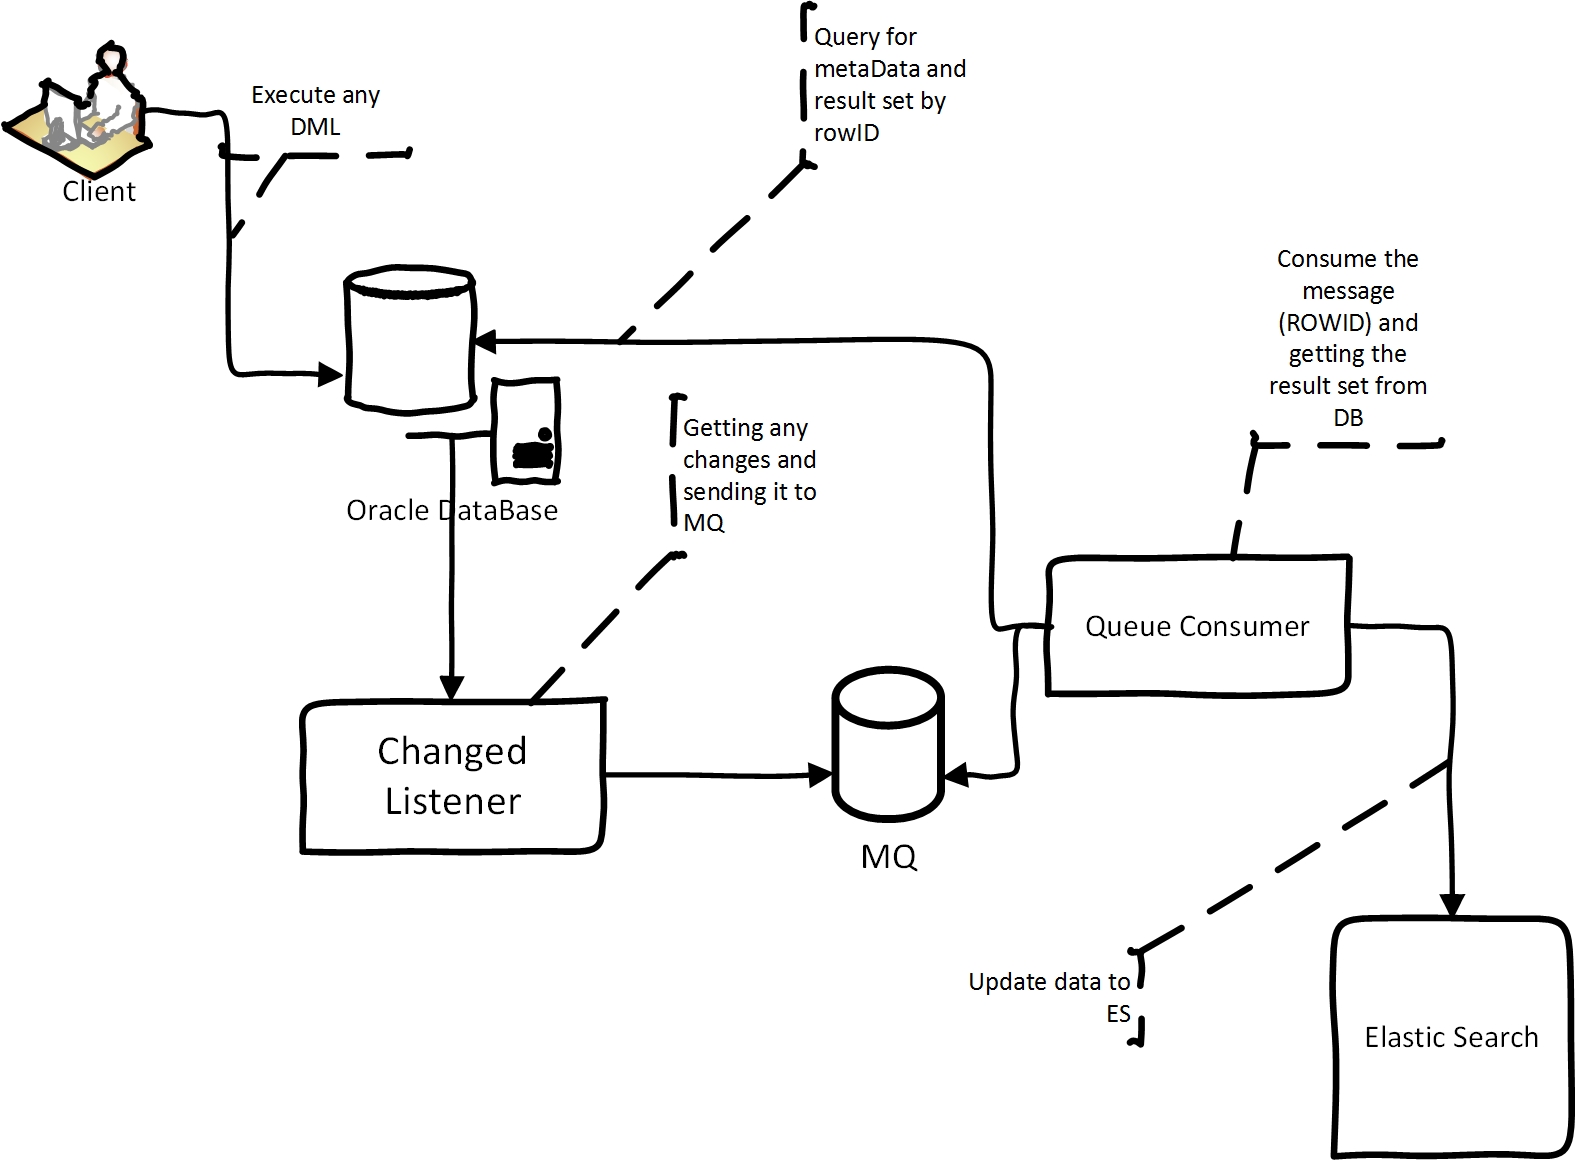 Query for
metaData and
result set by
rowID
Execute any
DML
Client
Consume the
message
(ROWID) and
getting the
result set from
DB
Getting any
changes and
sending it to
MQ
Oracle DataBase
Queue Consumer
Changed
Listener
MQ
Update data to
ES
Elastic Search